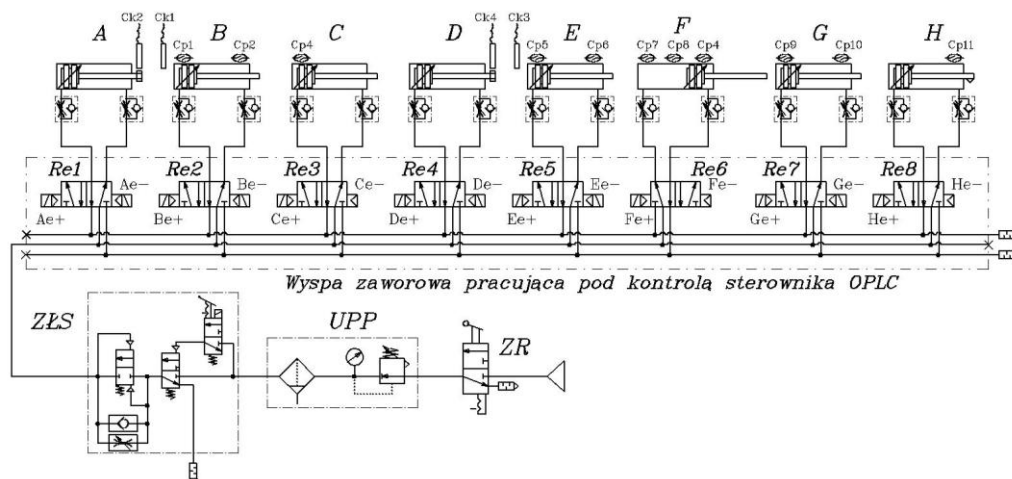 Ck2 Ck1 Ck4 Ck3
A B C D E F G H
Cp1 Cp2 Cp4 Cp5 Cp6 Cp7 Cp8 Cp4 Cp9 Cp10 Cp11
Re1 Re2 Re3 Re4 Re5 Re6 Re7 Re8
Ae- Be- Ce- De- Ee- Fe- Ge- He-
Ae+ Be+ Ce+ De+ Ee+ Fe+ Ge+ He+
Wyspa zaworowa pracująca pod kontrolą sterownika OPLC
ZŁS UPP ZR